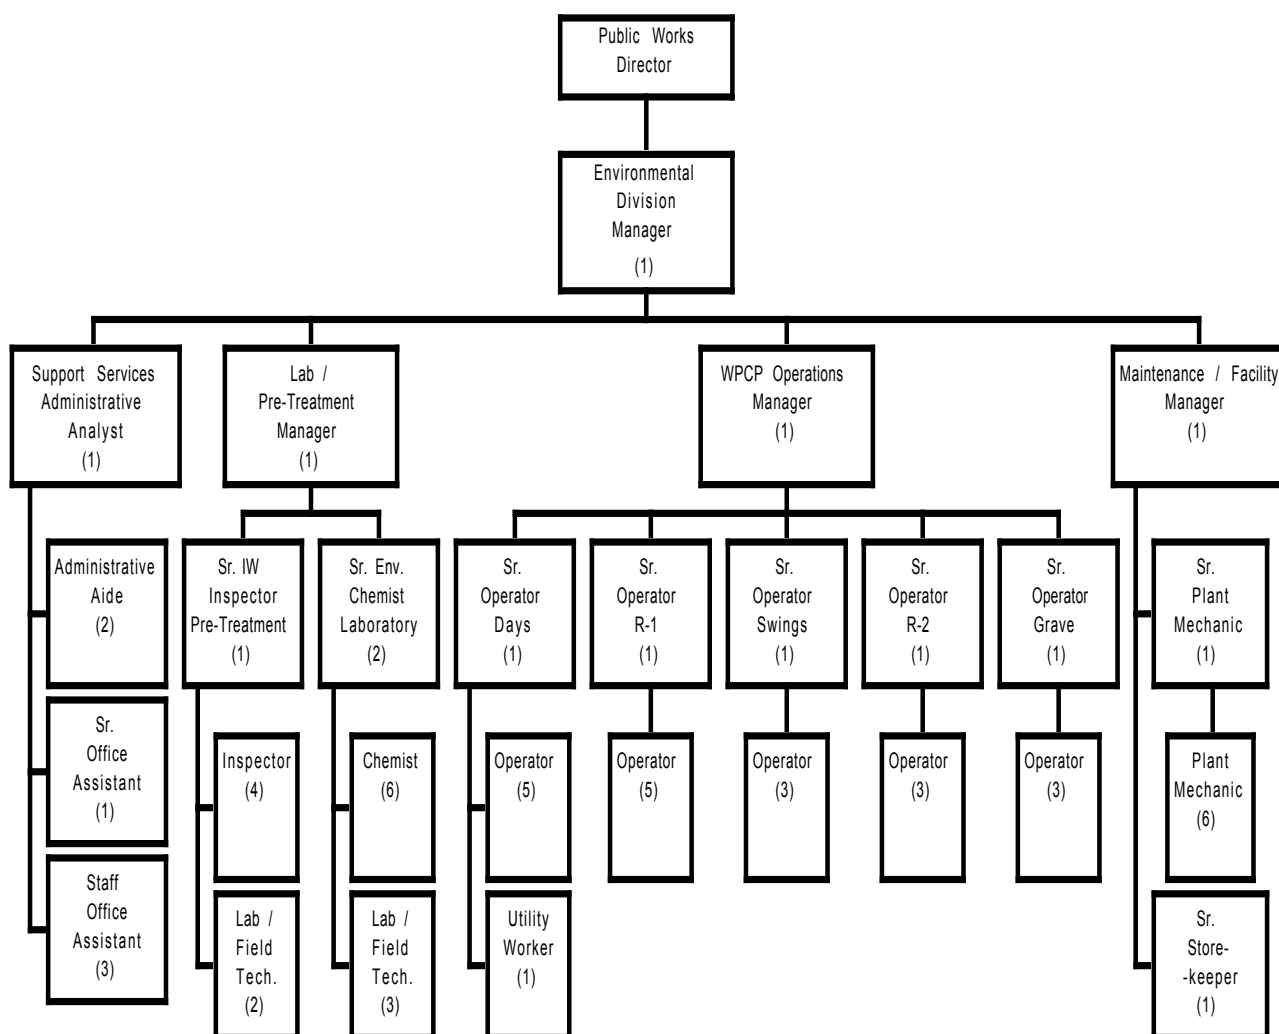 Public Works
Director
Environmental
Division
Manager
(1)
Support Services
Administrative
Analyst
(1)
Lab /
Pre-Treatment
Manager
(1)
WPCP Operations
Manager
(1)
Maintenance / Facility
Manager
(1)
Administrative
Aide
(2)
Sr. IW
Inspector
Pre-Treatment
(1)
Sr. Env.
Chemist
Laboratory
(2)
Sr.
Operator
Days
(1)
Sr.
Operator
R-1
(1)
Sr.
Operator
Swings
(1)
Sr.
Operator
R-2
(1)
Sr.
Operator
Grave
(1)
Sr.
Plant
Mechanic
(1)
Sr.
Office
Assistant
(1)
Inspector
(4)
Chemist
(6)
Operator
(5)
Operator
(5)
Operator
(3)
Operator
(3)
Operator
(3)
Plant
Mechanic
(6)
Staff
Office
Assistant
(3)
Lab /
Field
Tech.
(2)
Lab /
Field
Tech.
(3)
Utility
Worker
(1)
Sr.
Store-
-keeper
(1)